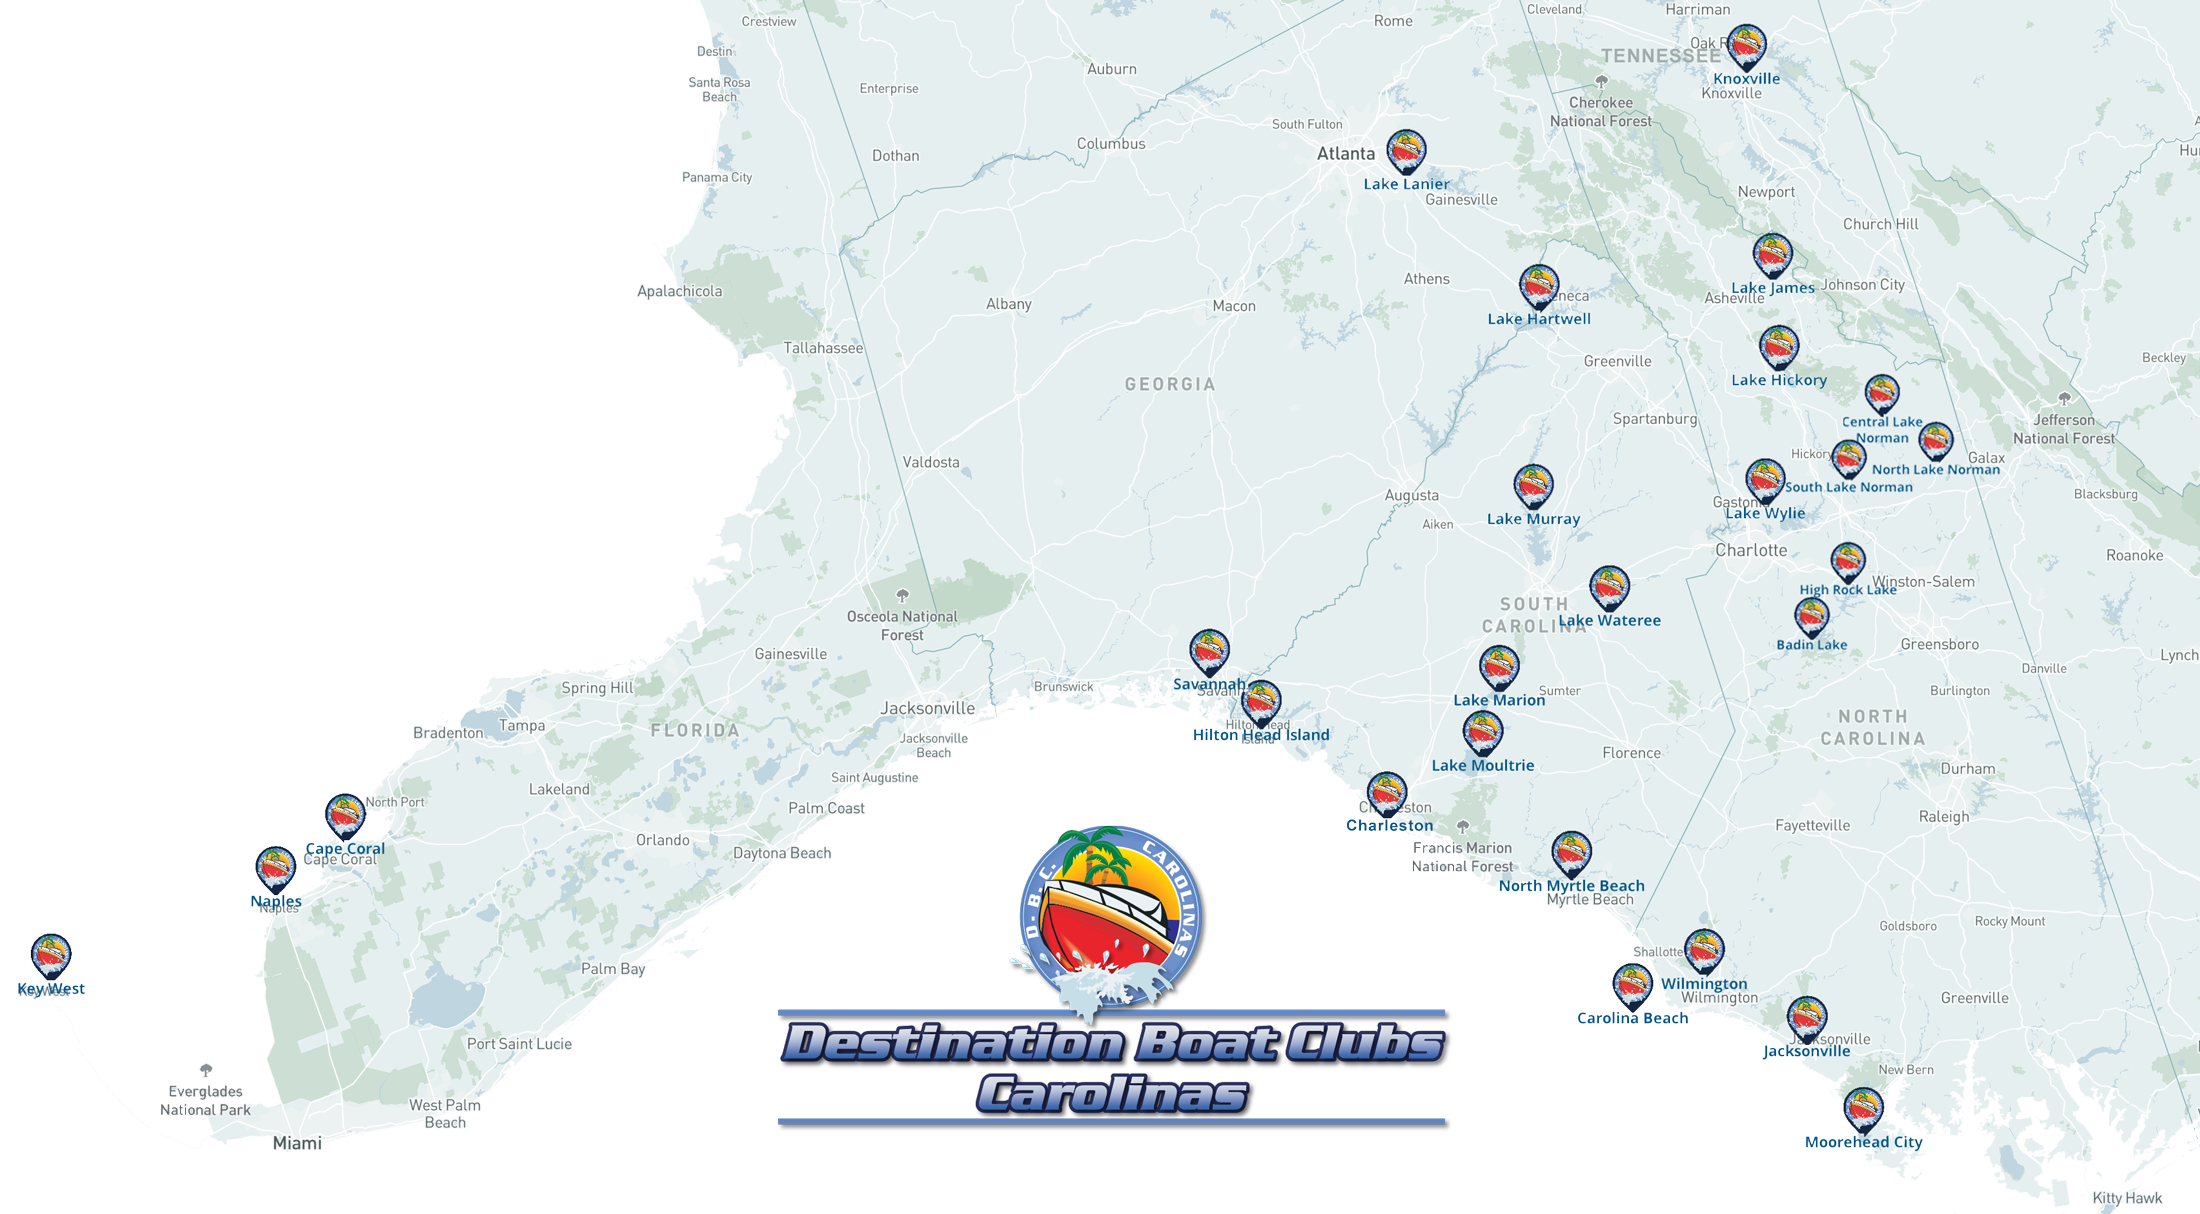 Crestview
Rome
Cleveland
Harriman
Destin
Oak R
TENNESSEE
Knoxville
Knoxville
Santa Rosa
Beach
Auburn
Enterprise
Cherokee
National Forest
South Fulton
Columbus
Atlanta
Dothan
Lake Lanier
Gainesville
Panama City
Newport
Church Hill
Apalachicola
Albany
Macon
Athens
eneca
Lake Hartwell
Lake James
Asheville
Johnson City
Tallahassee
GEORGIA
Greenville
Lake Hickory
Beckley
Spartanburg
Central Lake
Norman
Jefferson
National Forest
Valdosta
Hickory
Galax
North Lake Norman
South Lake Norman
Augusta
Aiken
Lake Murray
Gaston
Lake Wylie
Blacksburg
Charlotte
Roanoke
Osceola National
Forest
High Rock Lake
Winston-Salem
SOUTH
CAROLINA
Lake Wateree
Badin Lake
Greensboro
Gainesville
Danville
Lynch
Spring Hill
Brunswick
Savannah
Savann
Lake Marion
Sumter
Burlington
Bradenton
Tampa
FLORIDA
Jacksonville
Jacksonville
Beach
Hilton Head
Island
Hilton Head Island
NORTH
CAROLINA
Florence
Lake Moultrie
Durham
Saint Augustine
Lakeland
North Port
Palm Coast
Charleston
Raleigh
Fayetteville
Orlando
Daytona Beach
Cape Coral
Cape Coral
Francis Marion
National Forest
CAROLINAS
D.B.C.
Naples
Naples
North Myrtle Beach
Myrtle Beach
Goldsboro
Rocky Mount
Shallotte
Key West
Key West
Palm Bay
Wilmington
Wilmington
Greenville
Carolina Beach
Destination Boat Clubs
Carolinas
Port Saint Lucie
Jacksonville
Jacksonville
New Bern
Everglades
National Park
West Palm
Beach
Miami
Moorehead City
Kitty Hawk